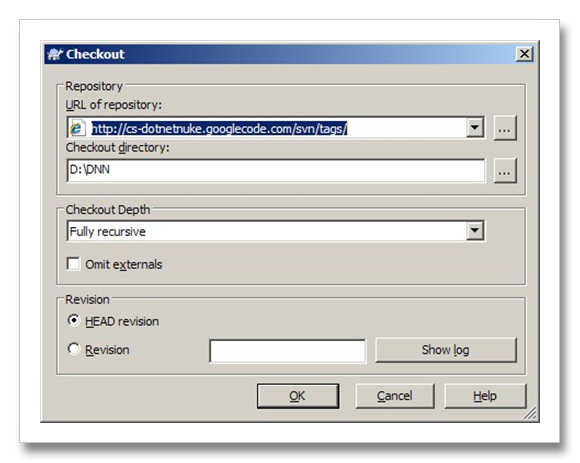 Checkout
Repository
URL of repository:
http://cs-dotnetnuke.googlecode.com/svn/tags/
...
Checkout directory:
D:\DNN
...
Checkout Depth
Fully recursive
Omit externals
Revision
HEAD revision
Revision
Show log
OK Cancel Help